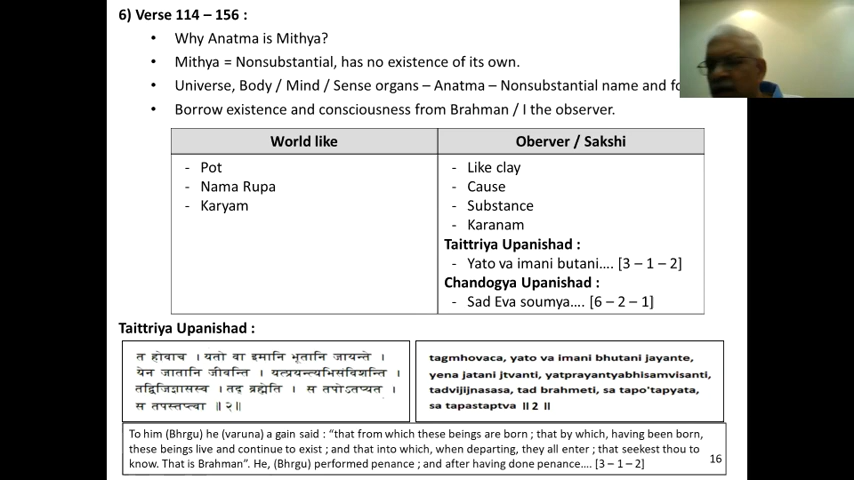 6) Verse 114 – 156 :
• Why Anatma is Mithya?
• Mithya = Nonsubstantial, has no existence of its own.
• Universe, Body / Mind / Sense organs – Anatma – Nonsubstantial name and
• Borrow existence and consciousness from Brahman / I the observer.
World like
Oberver / Sakshi
- Pot
- Nama Rupa
- Karyam
- Like clay
- Cause
- Substance
- Karanam
Taittriya Upanishad :
- Yato va imani butani…. [3 – 1 – 2]
Chandogya Upanishad :
- Sad Eva soumya…. [6 – 2 – 1]
Taittriya Upanishad :
त होवाच । यतो वा इमानि भूतानि जायन्ते ।
येन जातानि जीवन्ति । यत्प्रयन्त्यभिसंविशन्ति ।
तद्विजिज्ञासस्व । तद् ब्रह्मेति । स तपोऽतप्यत ।
स तपस्तप्त्वा ॥ २॥
tagmhovaca, yato va imani bhutani jayante,
yena jatani jtvanti, yatprayantyabhisamvisanti,
tadvijijnasasa, tad brahmeti, sa tapo'tapyata,
sa tapastaptva ॥ 2 ॥
To him (Bhrgu) he (varuna) a gain said : “that from which these beings are born ; that by which, having been born,
these beings live and continue to exist ; and that into which, when departing, they all enter ; that seekest thou to
know. That is Brahman”. He, (Bhrgu) performed penance ; and after having done penance…. [3 – 1 – 2]
16